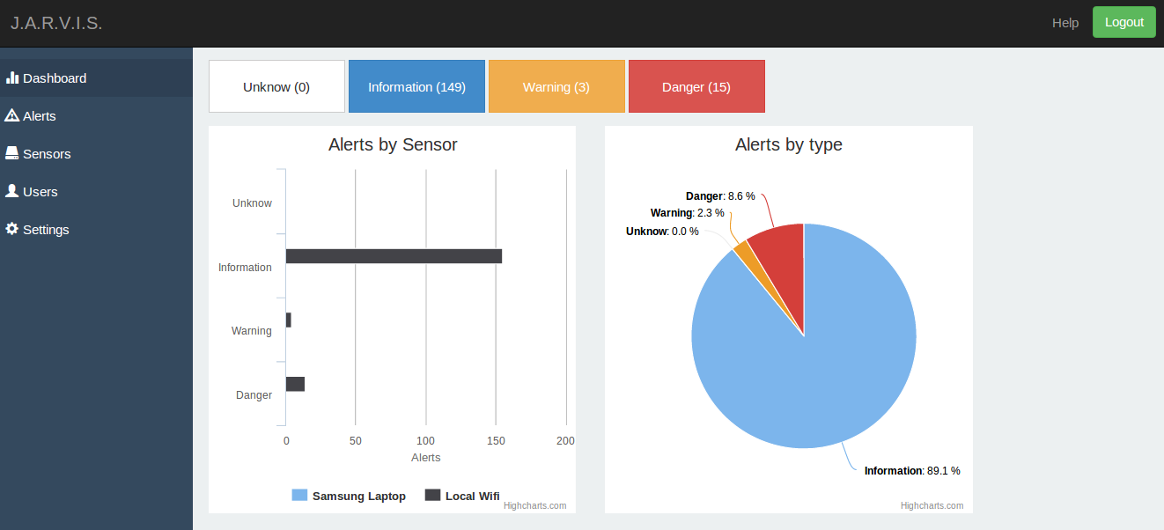 J.A.R.V.I.S.
Help
Logout
Dashboard
Alerts
Sensors
Users
Settings
Unknow (0)
Information (149)
Warning (3)
Danger (15)
Alerts by Sensor
Unknow
Information
Warning
Danger
0 50 100 150 200
Alerts
Samsung Laptop
Local Wifi
Highcharts.com
Alerts by type
Danger: 8.6 %
Warning: 2.3 %
Unknow: 0.0 %
Information: 89.1 %
Highcharts.com